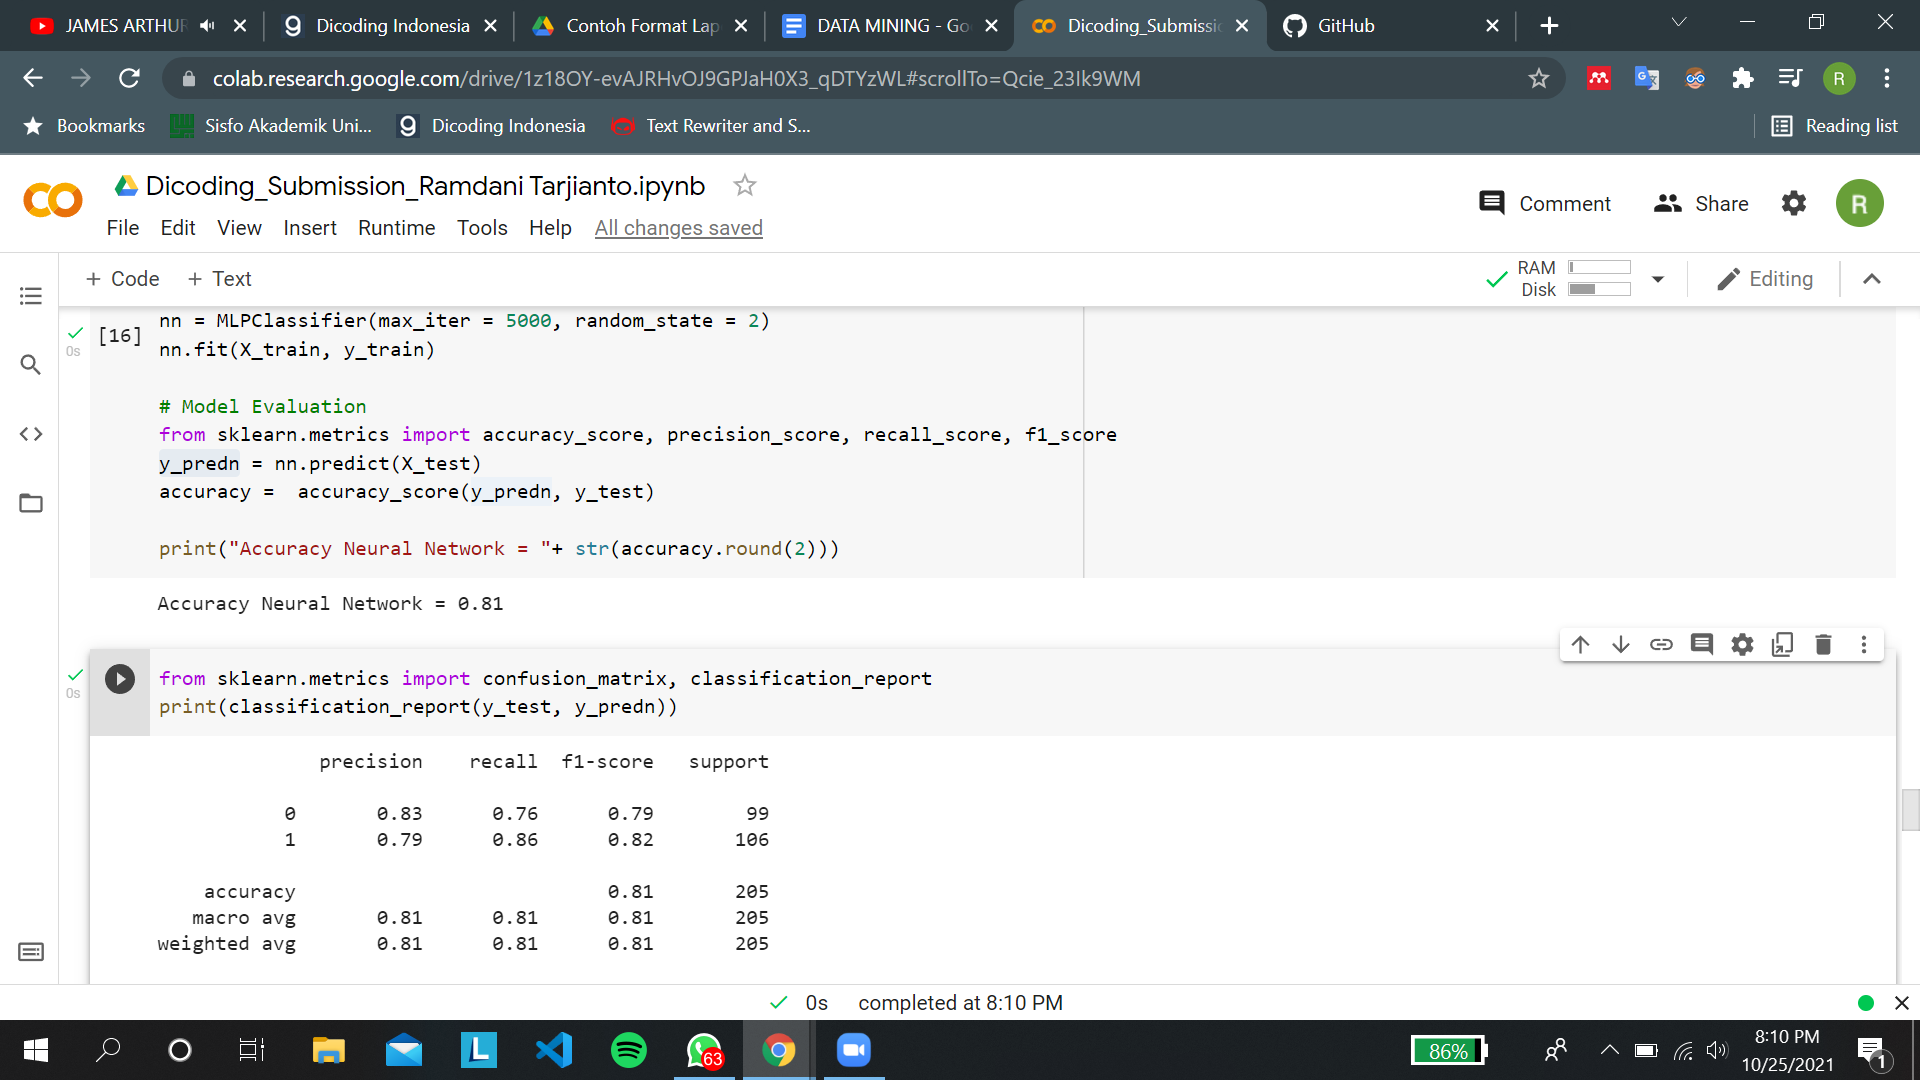 JAMES ARTHUR
Dicoding Indonesia
Contoh Format Lap
DATA MINING - Go
Dicoding_Submissio
GitHub
colab.research.google.com/drive/1z18OY-evAJRHvOJ9GPJaH0X3_qDTYzWL#scrollTo=Qcie_23Ik9WM
R
Bookmarks
Sisfo Akademik Uni...
Dicoding Indonesia
Text Rewriter and S...
Reading list
Dicoding_Submission_Ramdani Tarjianto.ipynb
Comment
Share
R
File Edit View Insert Runtime Tools Help All changes saved
+ Code + Text
RAM
Disk
Editing
[16]
0s
nn = MLPClassifier(max_iter = 5000, random_state = 2)
nn.fit(X_train, y_train)
# Model Evaluation
from sklearn.metrics import accuracy_score, precision_score, recall_score, f1_score
y_predn = nn.predict(X_test)
accuracy =  accuracy_score(y_predn, y_test)
print("Accuracy Neural Network = "+ str(accuracy.round(2)))
Accuracy Neural Network = 0.81
0s
from sklearn.metrics import confusion_matrix, classification_report
print(classification_report(y_test, y_predn))
precision recall f1-score support
0 0.83 0.76 0.79 99
1 0.79 0.86 0.82 106
accuracy 0.81 205
macro avg 0.81 0.81 0.81 205
weighted avg 0.81 0.81 0.81 205
0s completed at 8:10 PM
L
63
86%
8:10 PM
10/25/2021
1